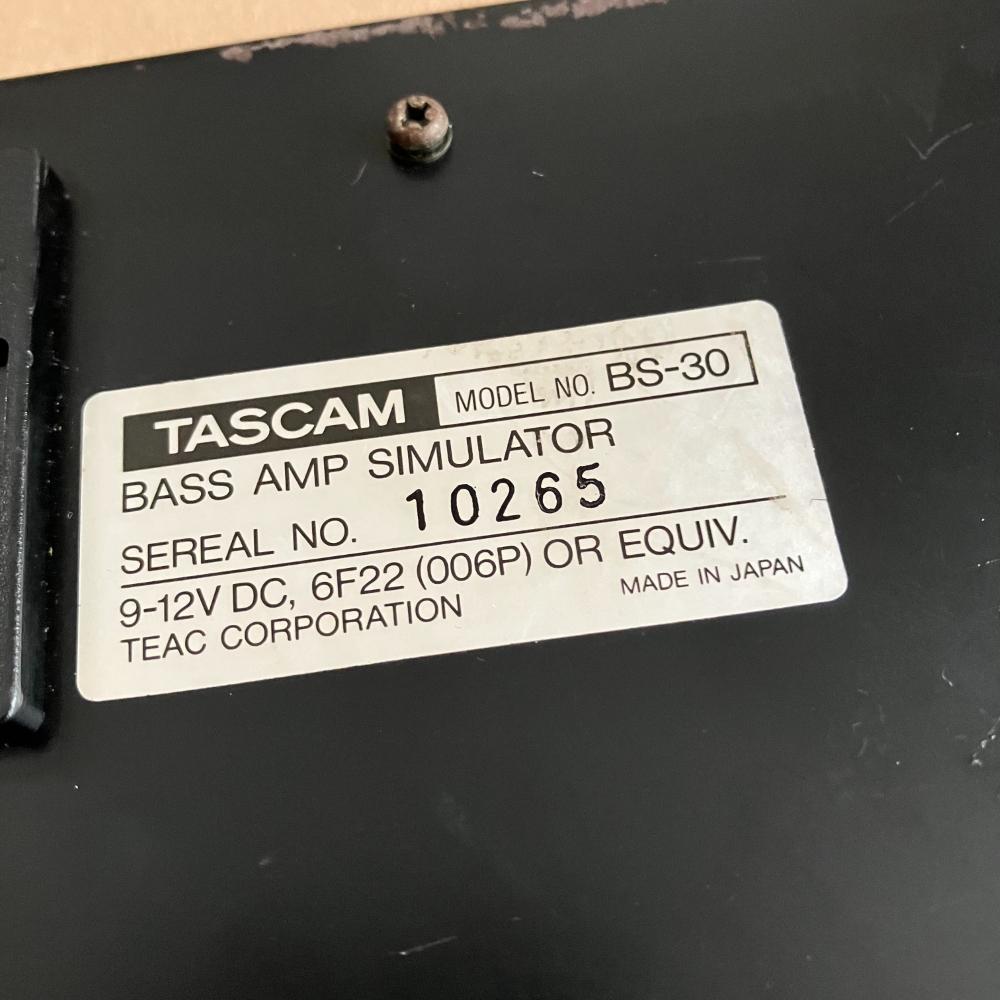 TASCAM MODEL NO. BS-30
BASS AMP SIMULATOR
SEREAL NO. 10265
9-12V DC, 6F22 (006P) OR EQUIV.
TEAC CORPORATION MADE IN JAPAN